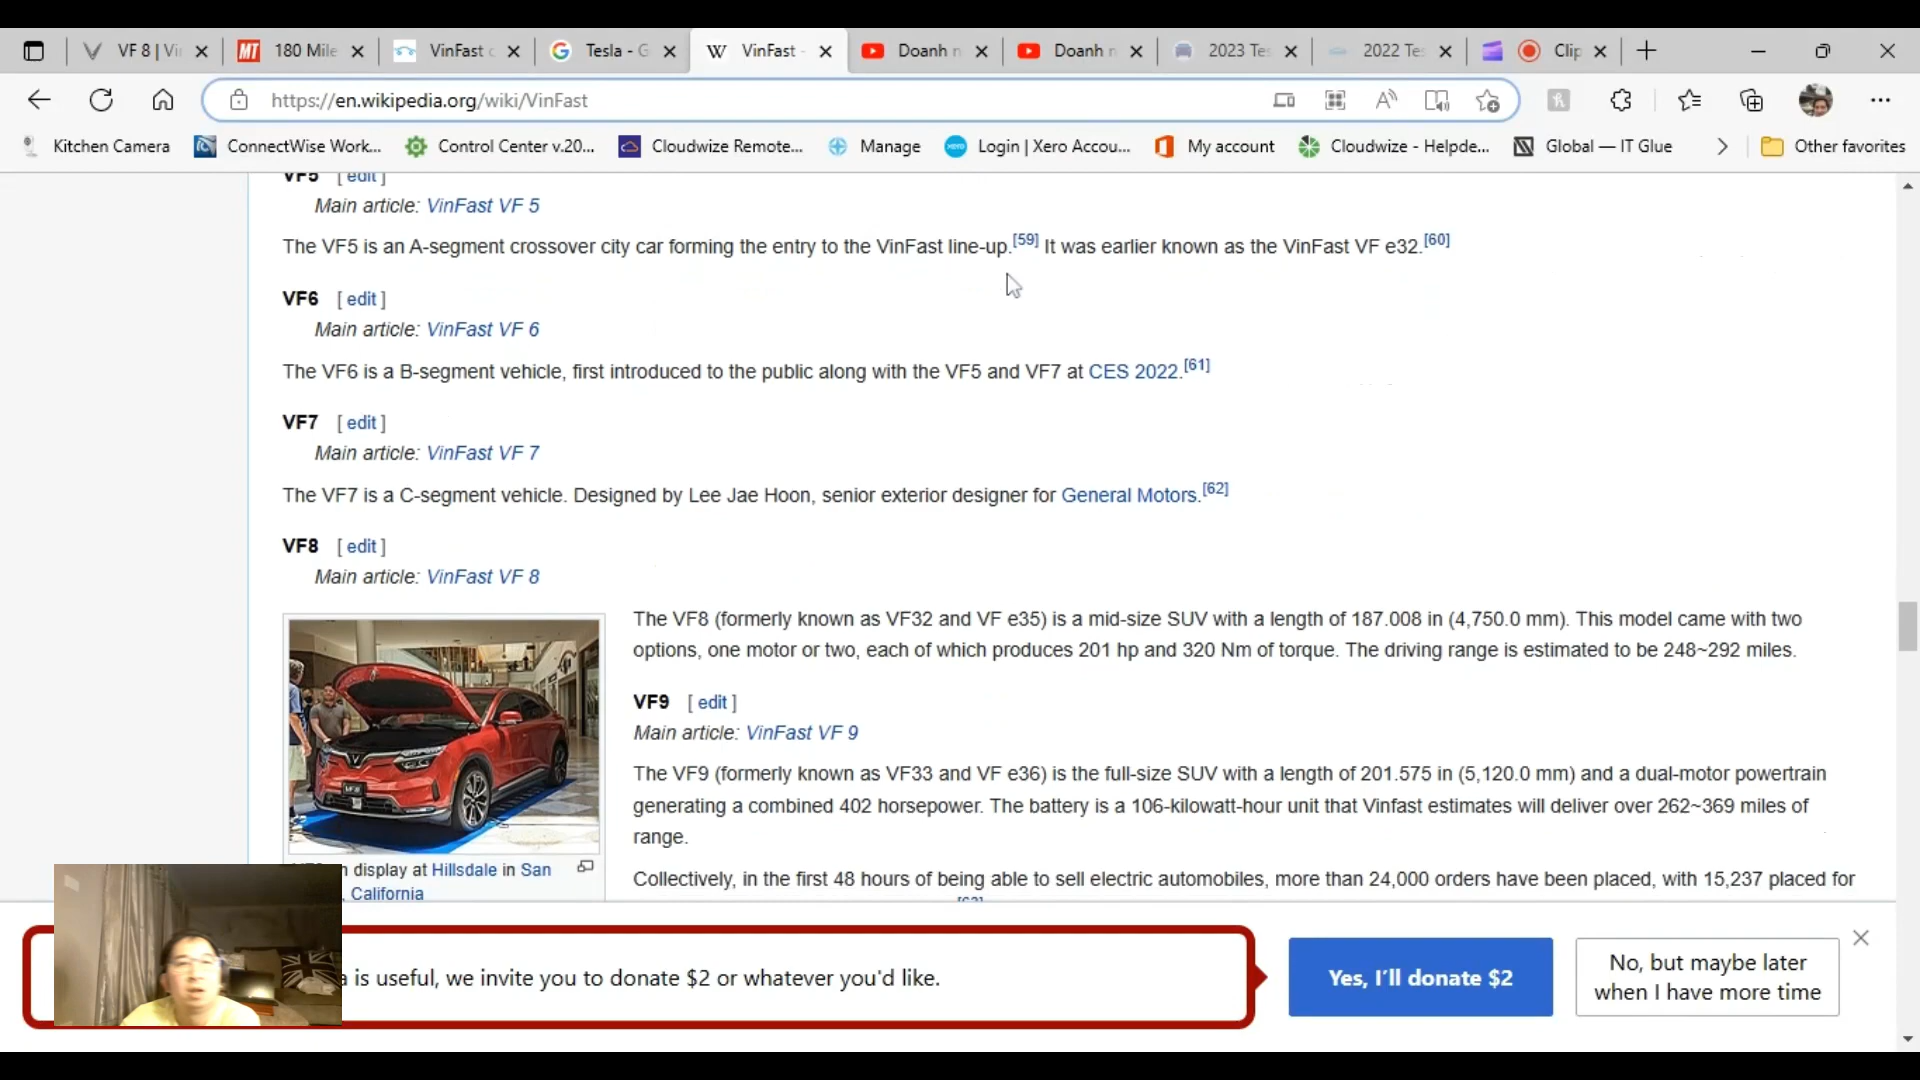 VF 8 | Vi
180 Mile
VinFast c
Tesla - G
VinFast -
Doanh n
Doanh n
2023 Tes
2022 Tes
Clip
https://en.wikipedia.org/wiki/VinFast
Kitchen Camera
ConnectWise Work...
Control Center v.20...
Cloudwize Remote...
Manage
Login | Xero Accou...
My account
Cloudwize - Helpde...
Global — IT Glue
Other favorites
VF5 [ edit ]
Main article: VinFast VF 5
The VF5 is an A-segment crossover city car forming the entry to the VinFast line-up.[59] It was earlier known as the VinFast VF e32.[60]
VF6 [ edit ]
Main article: VinFast VF 6
The VF6 is a B-segment vehicle, first introduced to the public along with the VF5 and VF7 at CES 2022.[61]
VF7 [ edit ]
Main article: VinFast VF 7
The VF7 is a C-segment vehicle. Designed by Lee Jae Hoon, senior exterior designer for General Motors.[62]
VF8 [ edit ]
Main article: VinFast VF 8
The VF8 (formerly known as VF32 and VF e35) is a mid-size SUV with a length of 187.008 in (4,750.0 mm). This model came with two
options, one motor or two, each of which produces 201 hp and 320 Nm of torque. The driving range is estimated to be 248~292 miles.
VF9 [ edit ]
Main article: VinFast VF 9
The VF9 (formerly known as VF33 and VF e36) is the full-size SUV with a length of 201.575 in (5,120.0 mm) and a dual-motor powertrain
generating a combined 402 horsepower. The battery is a 106-kilowatt-hour unit that Vinfast estimates will deliver over 262~369 miles of
range.
Collectively, in the first 48 hours of being able to sell electric automobiles, more than 24,000 orders have been placed, with 15,237 placed for
n display at Hillsdale in San
, California
a is useful, we invite you to donate $2 or whatever you'd like.
Yes, I'll donate $2
No, but maybe later
when I have more time